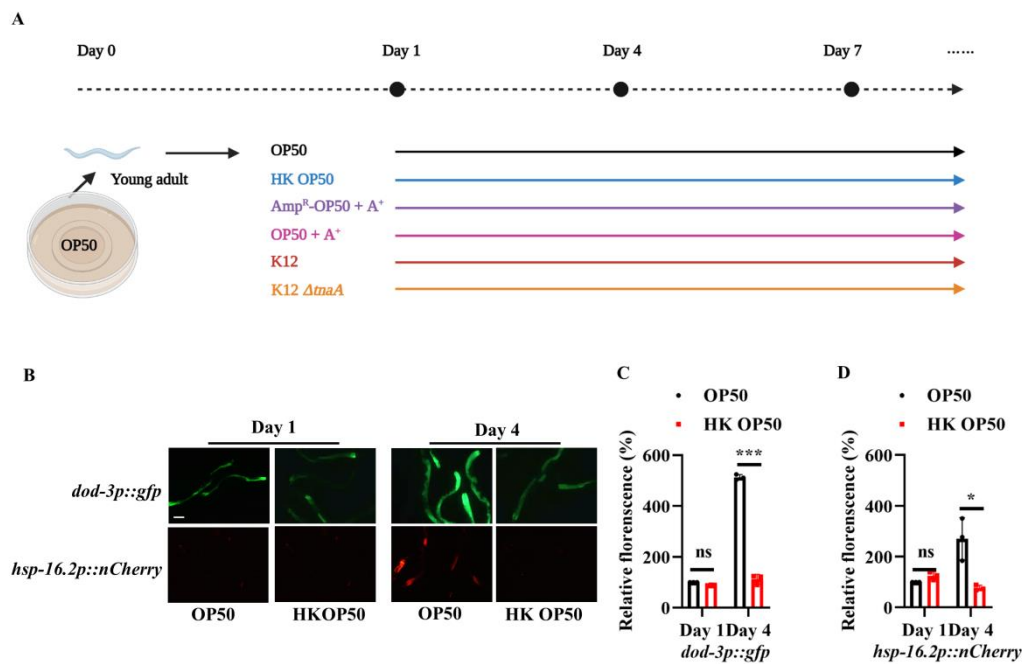 A
Day 0 Day 1 Day 4 Day 7 ......
OP50
Young adult
OP50
HK OP50
Amp^R-OP50 + A^+
OP50 + A^+
K12
K12 ΔtnaA
B
Day 1 Day 4
dod-3p::gfp
hsp-16.2p::nCherry
OP50 HKOP50 OP50 HK OP50
C
OP50
HK OP50
Relative florenscence (%)
600
400
200
0
ns
***
Day 1 Day 4
dod-3p::gfp
D
OP50
HK OP50
Relative florenscence (%)
600
400
200
0
ns
*
Day 1 Day 4
hsp-16.2p::nCherry